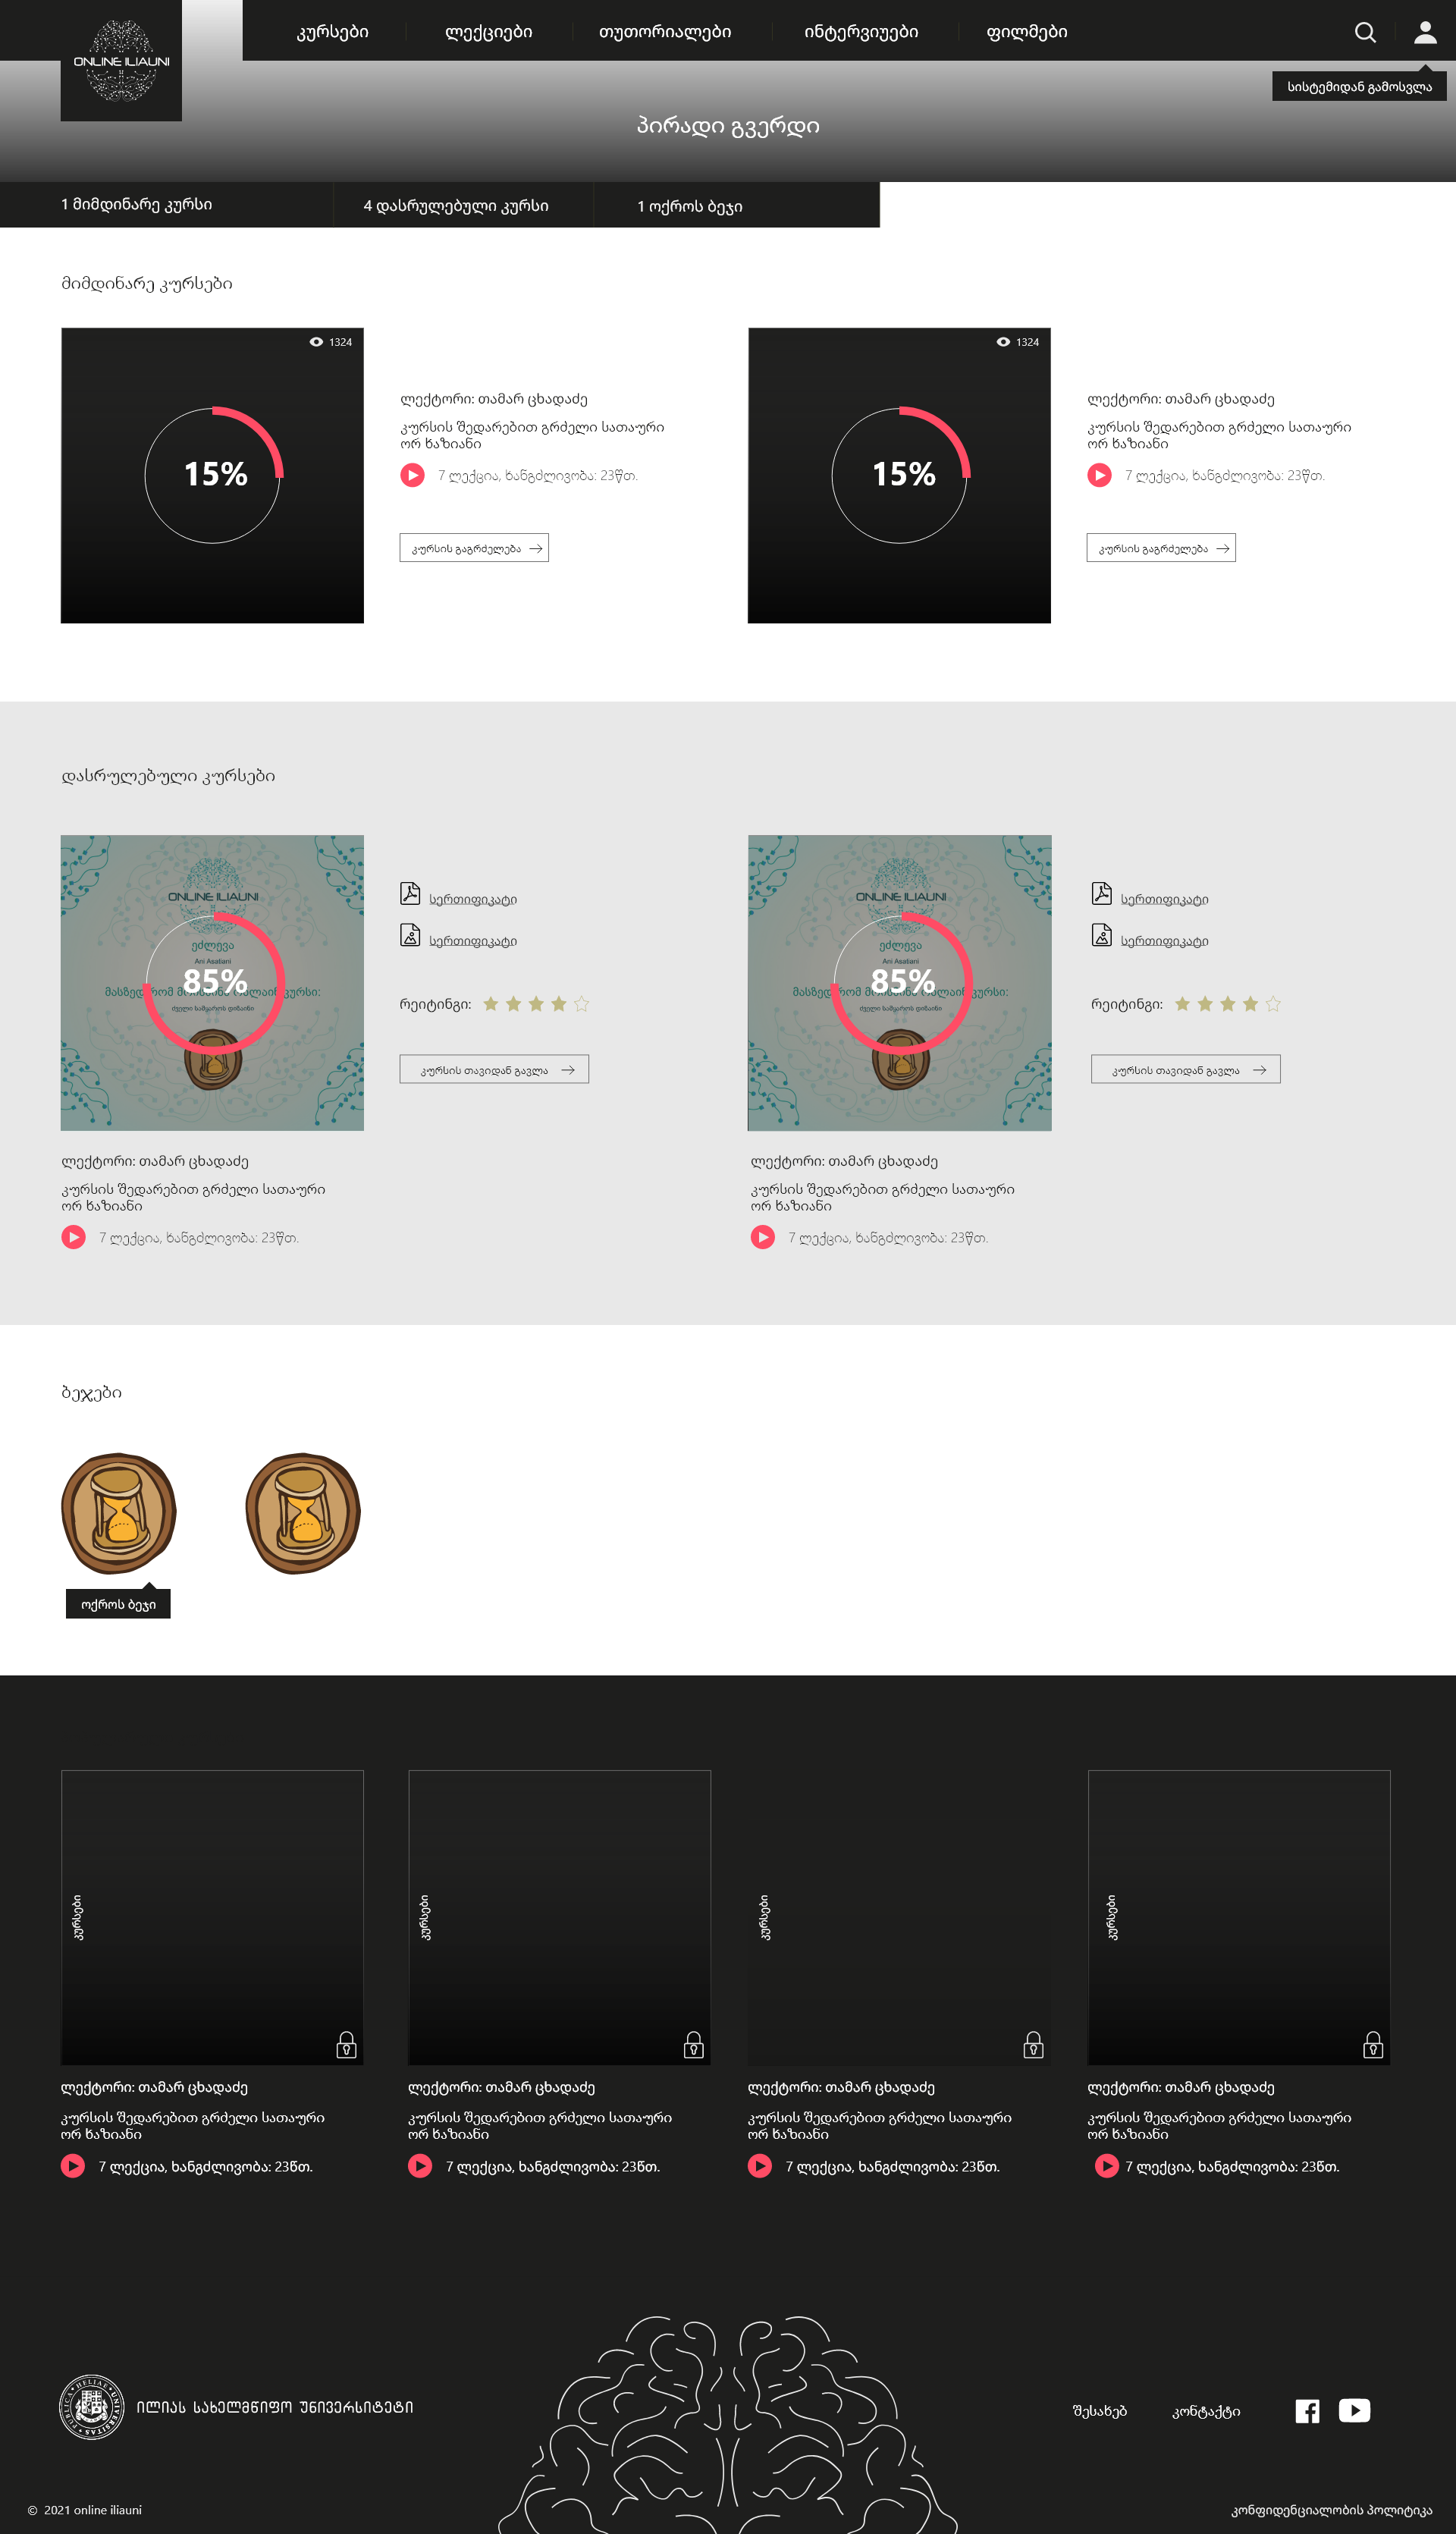 ONLINE ILIAUNI
კურსები
ლექციები
თუთორიალები
ინტერვიუები
ფილმები
სისტემიდან გამოსვლა
პირადი გვერდი
1 მიმდინარე კურსი
4 დასრულებული კურსი
1 ოქროს ბეჯი
მიმდინარე კურსები
1324
15%
ლექტორი: თამარ ცხადაძე
კურსის შედარებით გრძელი სათაური
ორ ხაზიანი
7 ლექცია, ხანგძლივობა: 23წთ.
კურსის გაგრძელება
1324
15%
ლექტორი: თამარ ცხადაძე
კურსის შედარებით გრძელი სათაური
ორ ხაზიანი
7 ლექცია, ხანგძლივობა: 23წთ.
კურსის გაგრძელება
დასრულებული კურსები
ONLINE ILIAUNI
ეძლევა
Ani Asatiani
85%
კურსი:
ძველი სამყაროს დიზაინი
სერთიფიკატი
სერთიფიკატი
რეიტინგი:
კურსის თავიდან გავლა
ლექტორი: თამარ ცხადაძე
კურსის შედარებით გრძელი სათაური
ორ ხაზიანი
7 ლექცია, ხანგძლივობა: 23წთ.
ONLINE ILIAUNI
ეძლევა
Ani Asatiani
85%
კურსი:
ძველი სამყაროს დიზაინი
სერთიფიკატი
სერთიფიკატი
რეიტინგი:
კურსის თავიდან გავლა
ლექტორი: თამარ ცხადაძე
კურსის შედარებით გრძელი სათაური
ორ ხაზიანი
7 ლექცია, ხანგძლივობა: 23წთ.
ბეჯები
ოქროს ბეჯი
კურსები
ლექტორი: თამარ ცხადაძე
კურსის შედარებით გრძელი სათაური
ორ ხაზიანი
7 ლექცია, ხანგძლივობა: 23წთ.
კურსები
ლექტორი: თამარ ცხადაძე
კურსის შედარებით გრძელი სათაური
ორ ხაზიანი
7 ლექცია, ხანგძლივობა: 23წთ.
კურსები
ლექტორი: თამარ ცხადაძე
კურსის შედარებით გრძელი სათაური
ორ ხაზიანი
7 ლექცია, ხანგძლივობა: 23წთ.
კურსები
ლექტორი: თამარ ცხადაძე
კურსის შედარებით გრძელი სათაური
ორ ხაზიანი
7 ლექცია, ხანგძლივობა: 23წთ.
ილიას სახელმწიფო უნივერსიტეტი
შესახებ
კონტაქტი
© 2021 online iliauni
კონფიდენციალობის პოლიტიკა